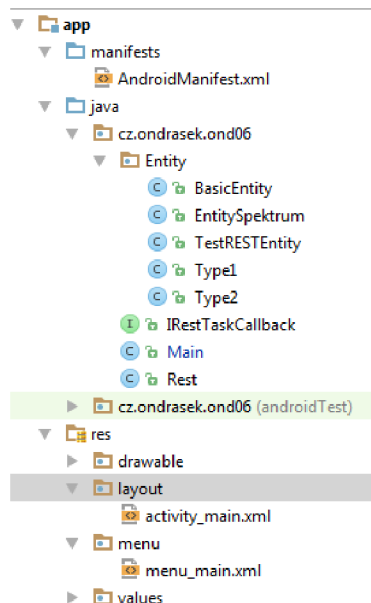 app
manifests
AndroidManifest.xml
java
cz.ondrasek.ond06
Entity
C BasicEntity
C EntitySpektrum
C TestRESTEntity
C Type1
C Type2
I IRestTaskCallback
C Main
C Rest
cz.ondrasek.ond06 (androidTest)
res
drawable
layout
activity_main.xml
menu
menu_main.xml
values